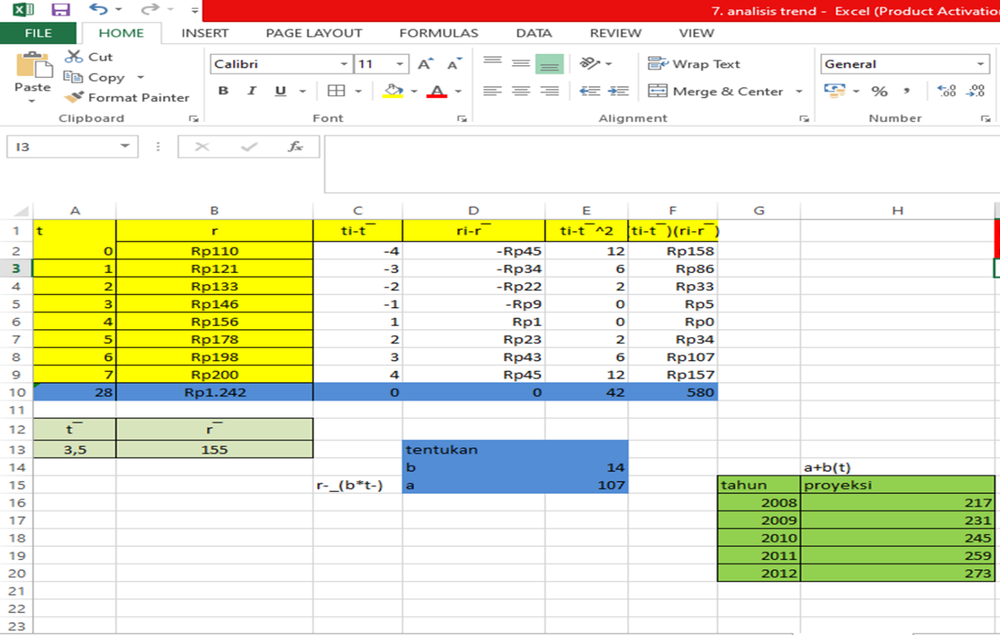 7. analisis trend - Excel (Product Activatio
FILE HOME INSERT PAGE LAYOUT FORMULAS DATA REVIEW VIEW
Cut
Copy
Format Painter
Paste
Clipboard
Calibri 11
B I U
Font
Wrap Text
Merge & Center
Alignment
General
% ,
Number
I3 fx
A B C D E F G H
1 t r ti-t¯ ri-r¯ ti-t¯^2 (ti-t¯)(ri-r¯)
2 0 Rp110 -4 -Rp45 12 Rp158
3 1 Rp121 -3 -Rp34 6 Rp86
4 2 Rp133 -2 -Rp22 2 Rp33
5 3 Rp146 -1 -Rp9 0 Rp5
6 4 Rp156 1 Rp1 0 Rp0
7 5 Rp178 2 Rp23 2 Rp34
8 6 Rp198 3 Rp43 6 Rp107
9 7 Rp200 4 Rp45 12 Rp157
10 28 Rp1.242 0 0 42 580
11
12 t¯ r¯
13 3,5 155 tentukan
14 b 14 a+b(t)
15 r-_(b*t-) a 107 tahun proyeksi
16 2008 217
17 2009 231
18 2010 245
19 2011 259
20 2012 273
21
22
23